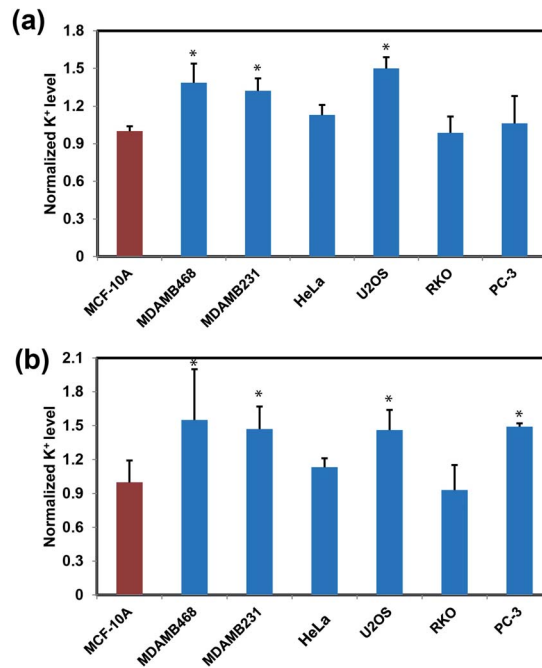 (a)
Normalized K⁺ level
1.8
1.5
1.2
0.9
0.6
0.3
0
*
*
*
MCF-10A
MDAMB468
MDAMB231
HeLa
U2OS
RKO
PC-3
(b)
Normalized K⁺ level
2.1
1.8
1.5
1.2
0.9
0.6
0.3
0
*
*
*
*
MCF-10A
MDAMB468
MDAMB231
HeLa
U2OS
RKO
PC-3